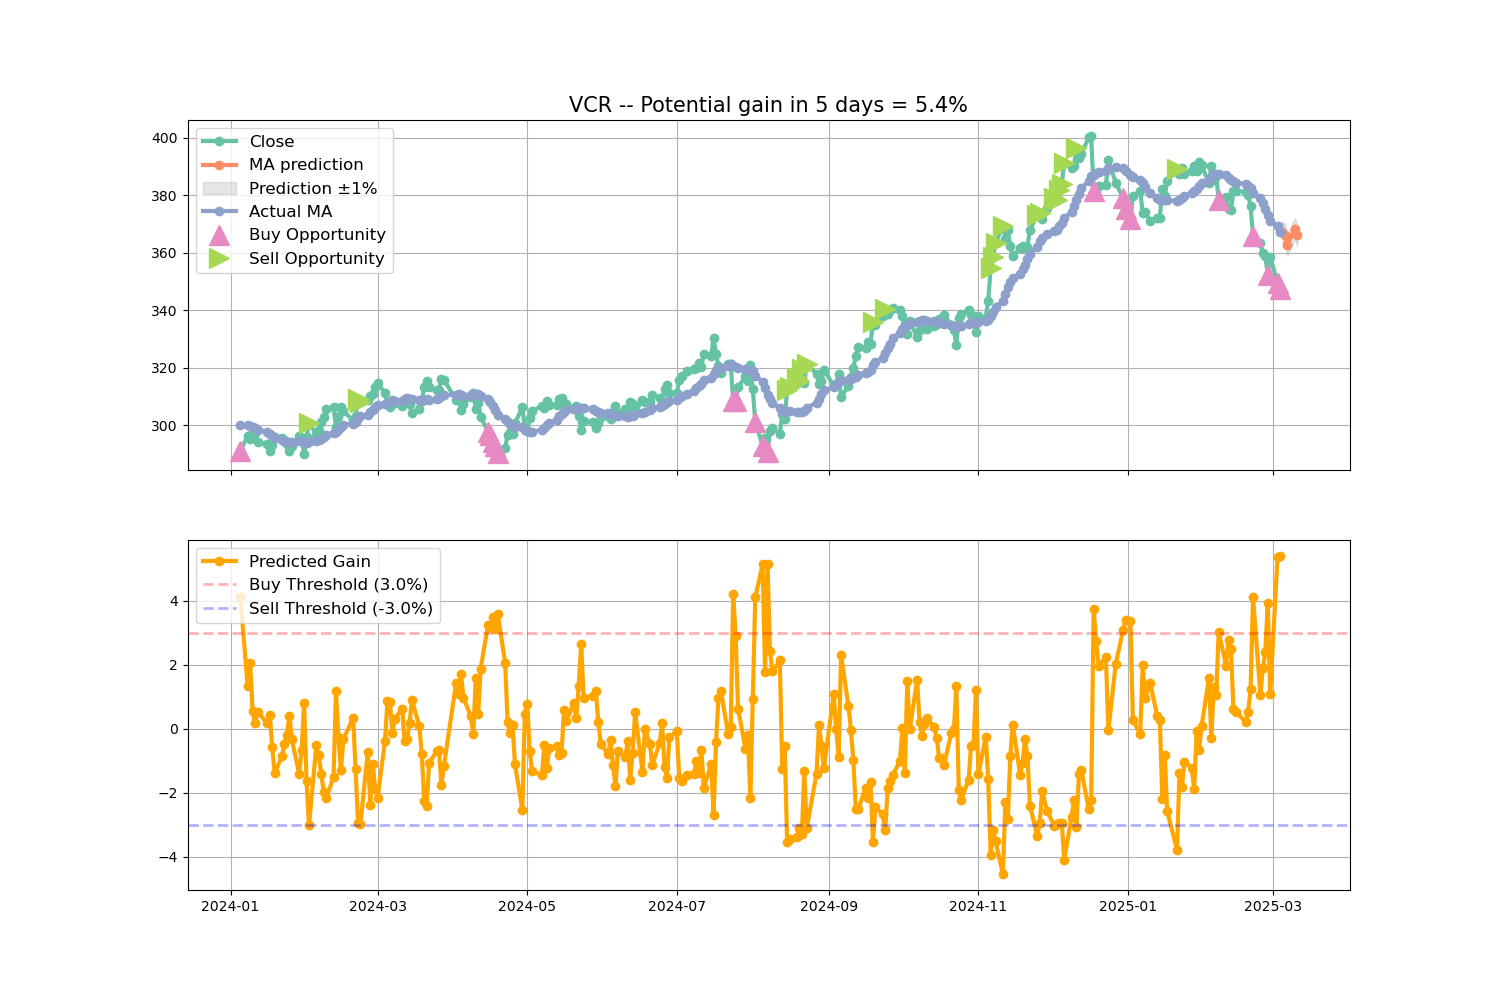 VCR -- Potential gain in 5 days = 5.4%
Close
MA prediction
Prediction ±1%
Actual MA
Buy Opportunity
Sell Opportunity
400
380
360
340
320
300
Predicted Gain
Buy Threshold (3.0%)
Sell Threshold (-3.0%)
4
2
0
−2
−4
2024-01 2024-03 2024-05 2024-07 2024-09 2024-11 2025-01 2025-03